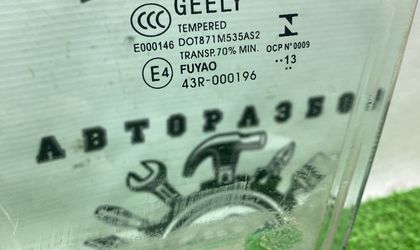 GEELY
CCC
E000146
TEMPERED
DOT871M535AS2
TRANSP.70% MIN.
OCP N°0009
E4
FUYAO
··13
43R-000196
АВТОРАЗБОР